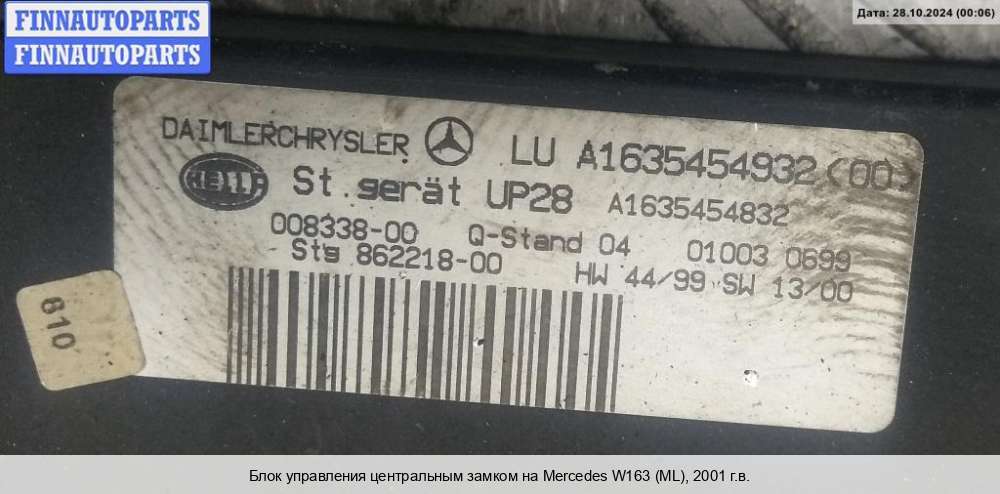 FINNAUTOPARTS
FINNAUTOPARTS
Дата: 28.10.2024 (00:06)
DAIMLERCHRYSLER LU A1635454932 (00)
HELLA St.gerät UP28 A1635454832
008338-00 Q-Stand 04 01003 0699
Stg 862218-00 HW 44/99 SW 13/00
810
Блок управления центральным замком на Mercedes W163 (ML), 2001 г.в.